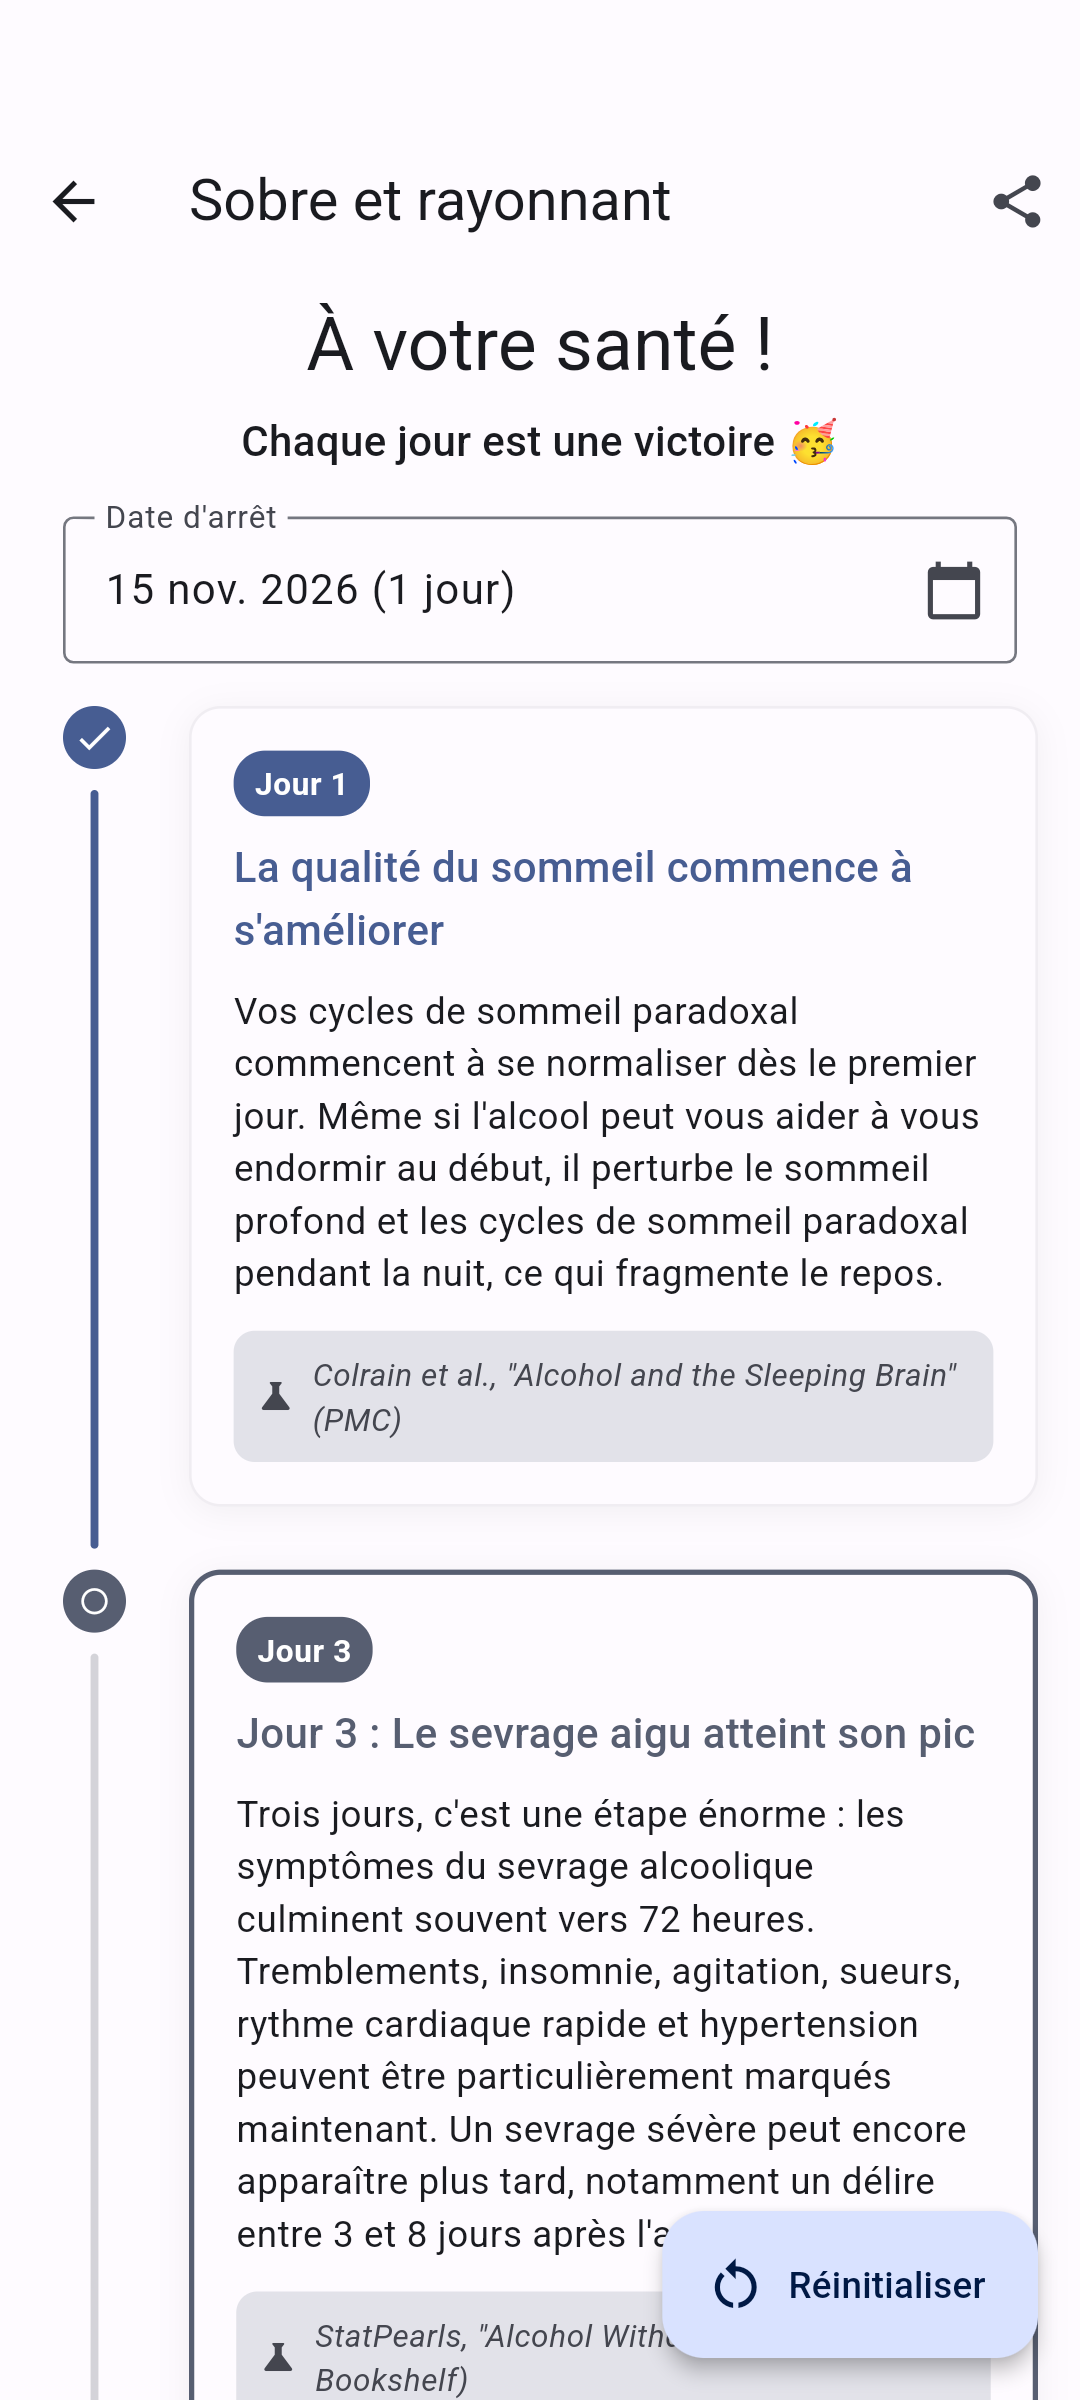 Sobre et rayonnant
À votre santé !
Chaque jour est une victoire 🥳
Date d'arrêt
15 nov. 2026 (1 jour)
Jour 1
La qualité du sommeil commence à
s'améliorer
Vos cycles de sommeil paradoxal
commencent à se normaliser dès le premier
jour. Même si l'alcool peut vous aider à vous
endormir au début, il perturbe le sommeil
profond et les cycles de sommeil paradoxal
pendant la nuit, ce qui fragmente le repos.
Colrain et al., "Alcohol and the Sleeping Brain"
(PMC)
Jour 3
Jour 3 : Le sevrage aigu atteint son pic
Trois jours, c'est une étape énorme : les
symptômes du sevrage alcoolique
culminent souvent vers 72 heures.
Tremblements, insomnie, agitation, sueurs,
rythme cardiaque rapide et hypertension
peuvent être particulièrement marqués
maintenant. Un sevrage sévère peut encore
apparaître plus tard, notamment un délire
entre 3 et 8 jours après
Réinitialiser
StatPearls, "Alcohol
Bookshelf)